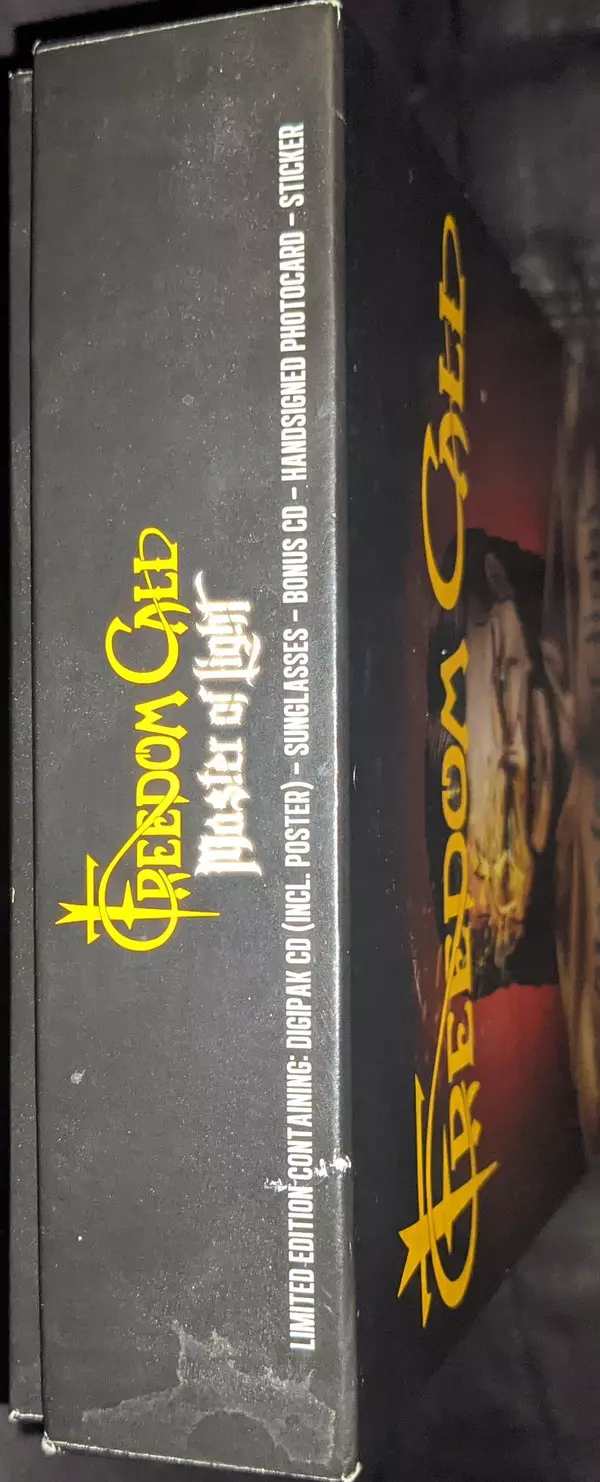 FREEDOM CALL
Master of Light
LIMITED EDITION CONTAINING: DIGIPAK CD (INCL. POSTER) – SUNGLASSES – BONUS CD – HANDSIGNED PHOTOCARD – STICKER
FREEDOM CALL